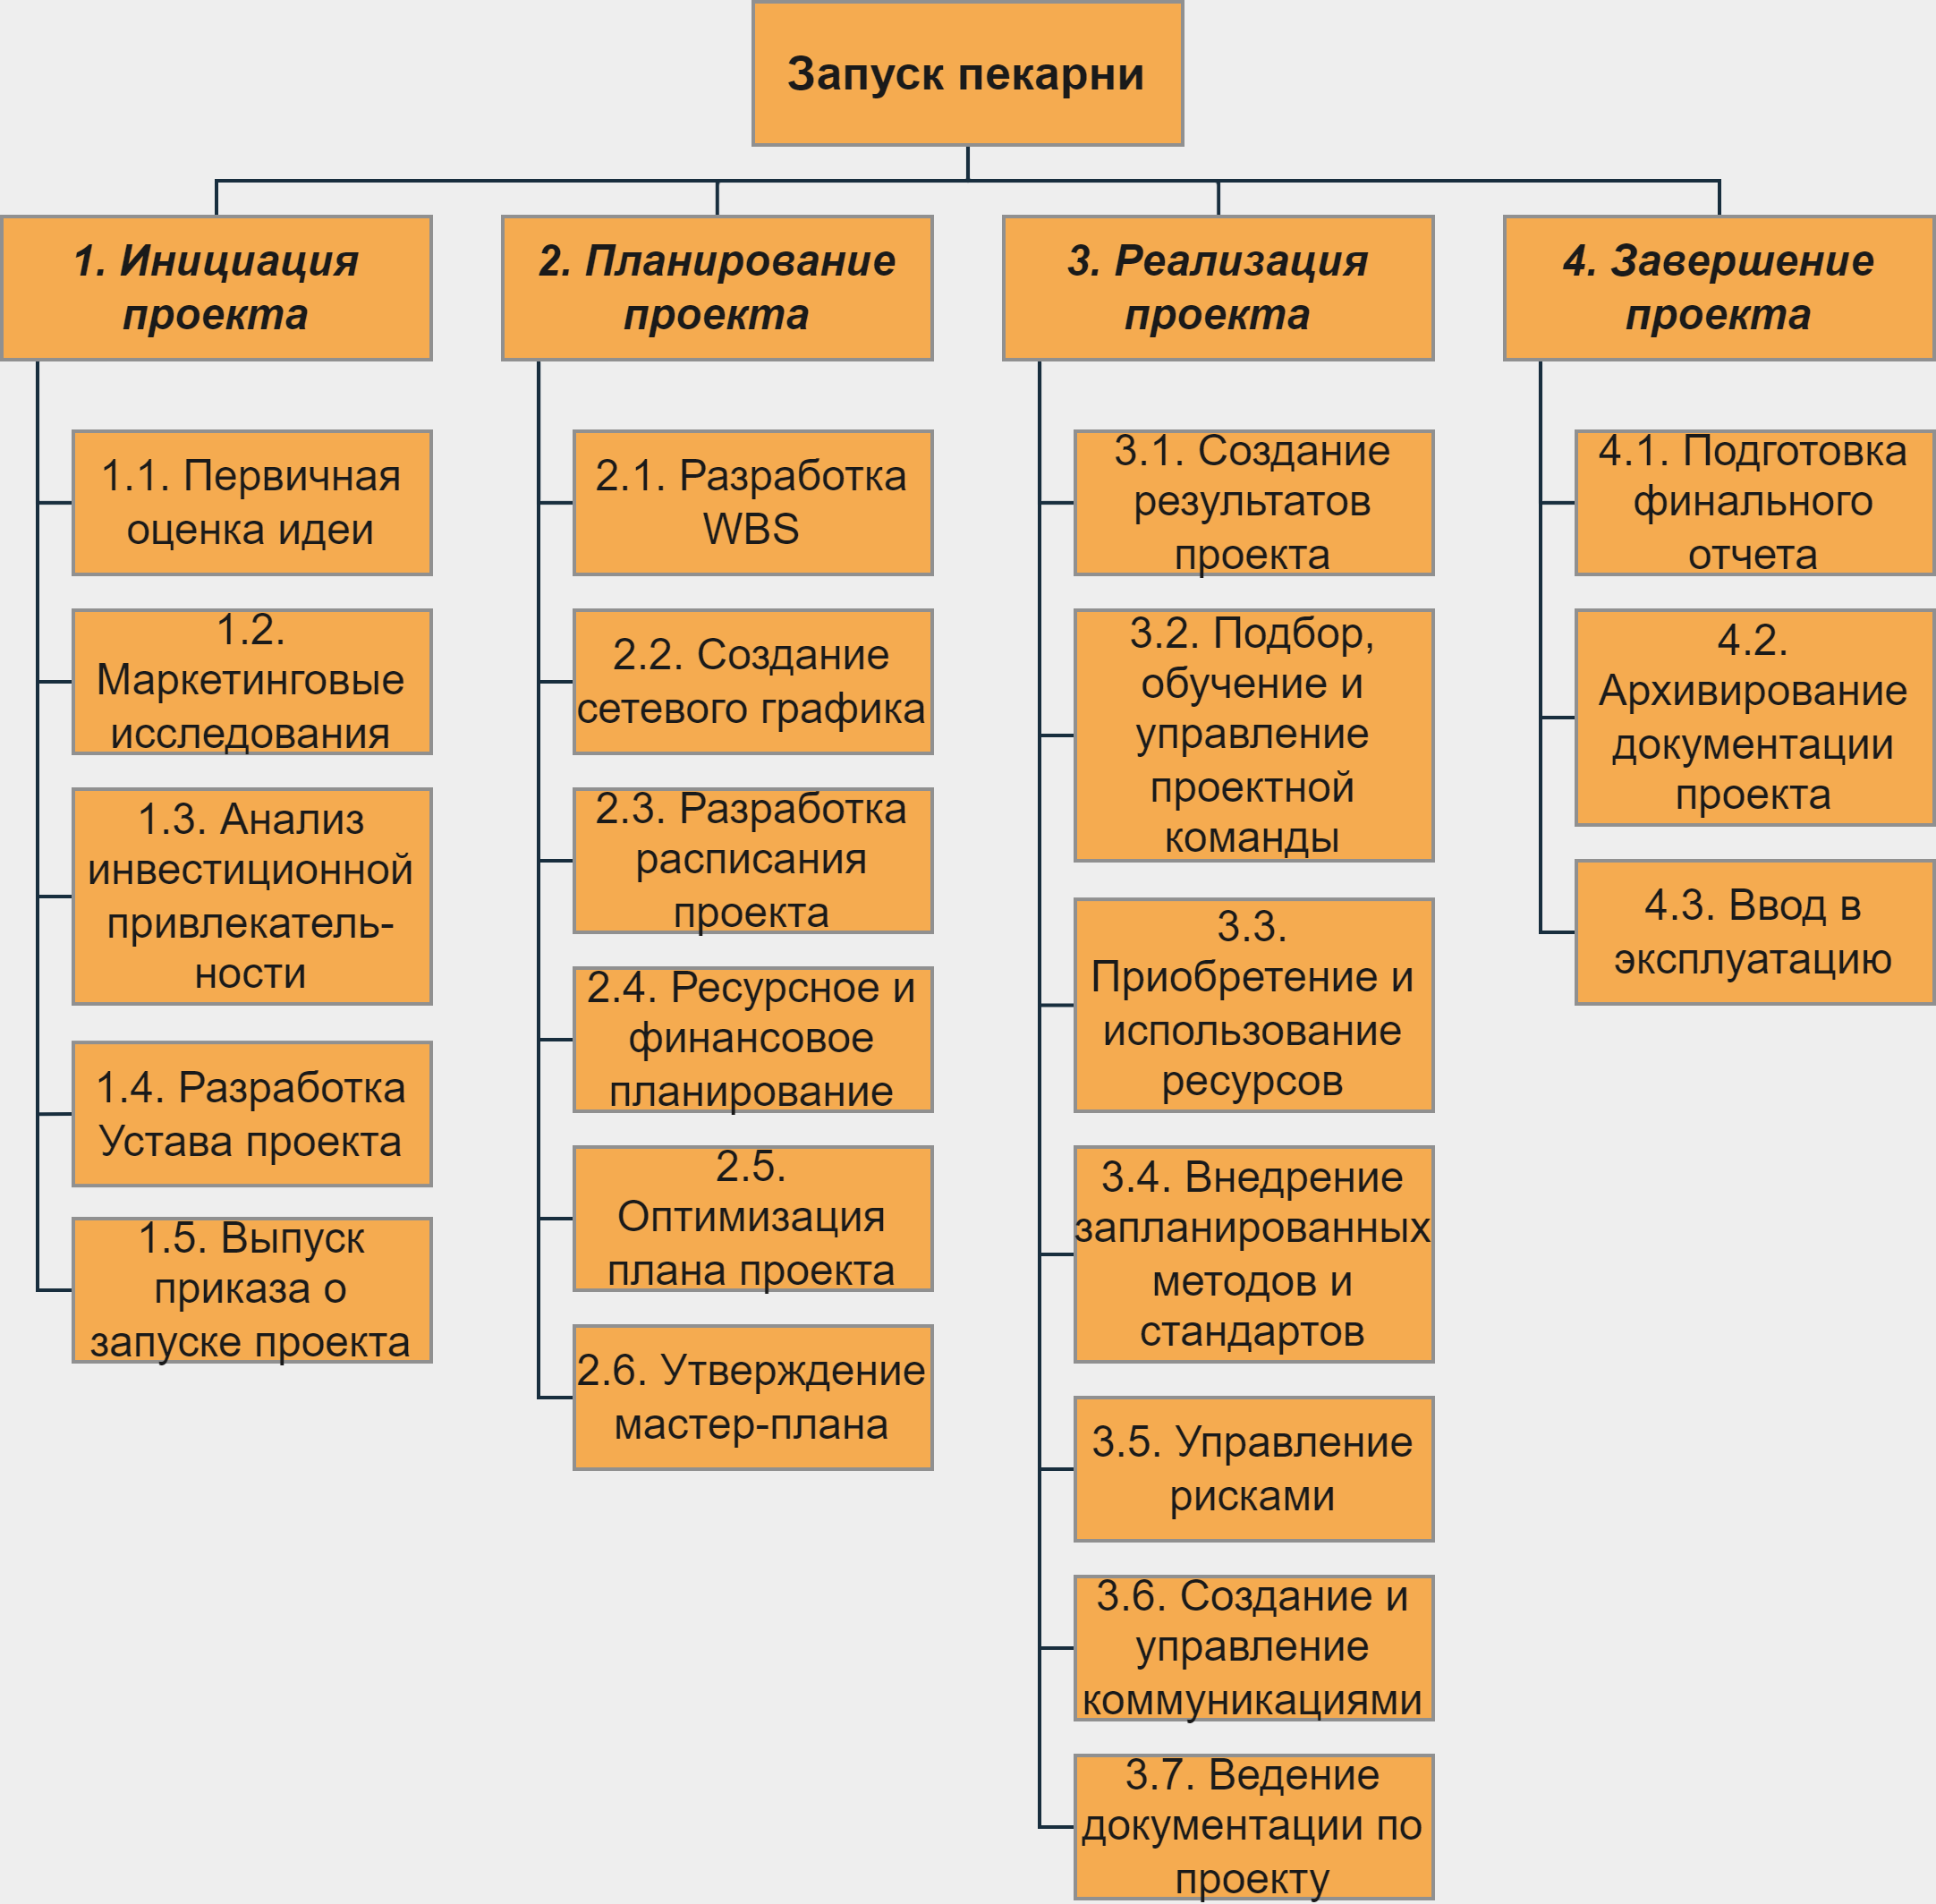 Запуск пекарни
1. Инициация
проекта
1.1. Первичная
оценка идеи
1.2.
Маркетинговые
исследования
1.3. Анализ
инвестиционной
привлекатель-
ности
1.4. Разработка
Устава проекта
1.5. Выпуск
приказа о
запуске проекта
2. Планирование
проекта
2.1. Разработка
WBS
2.2. Создание
сетевого графика
2.3. Разработка
расписания
проекта
2.4. Ресурсное и
финансовое
планирование
2.5.
Оптимизация
плана проекта
2.6. Утверждение
мастер-плана
3. Реализация
проекта
3.1. Создание
результатов
проекта
3.2. Подбор,
обучение и
управление
проектной
команды
3.3.
Приобретение и
использование
ресурсов
3.4. Внедрение
запланированных
методов и
стандартов
3.5. Управление
рисками
3.6. Создание и
управление
коммуникациями
3.7. Ведение
документации по
проекту
4. Завершение
проекта
4.1. Подготовка
финального
отчета
4.2.
Архивирование
документации
проекта
4.3. Ввод в
эксплуатацию